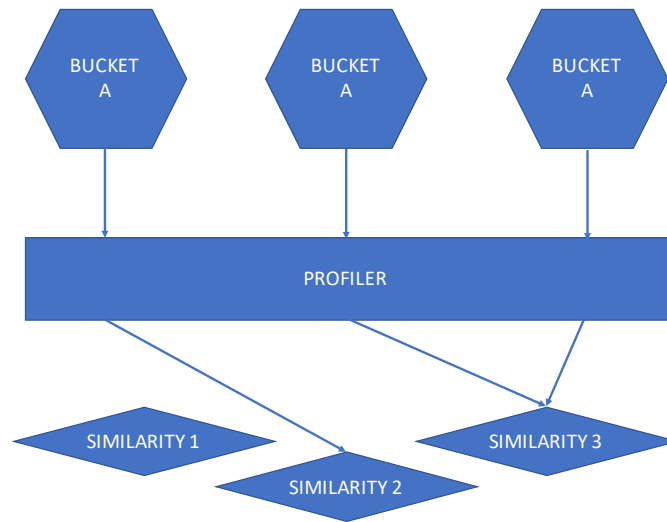 BUCKET
A
BUCKET
A
BUCKET
A
PROFILER
SIMILARITY 1
SIMILARITY 3
SIMILARITY 2